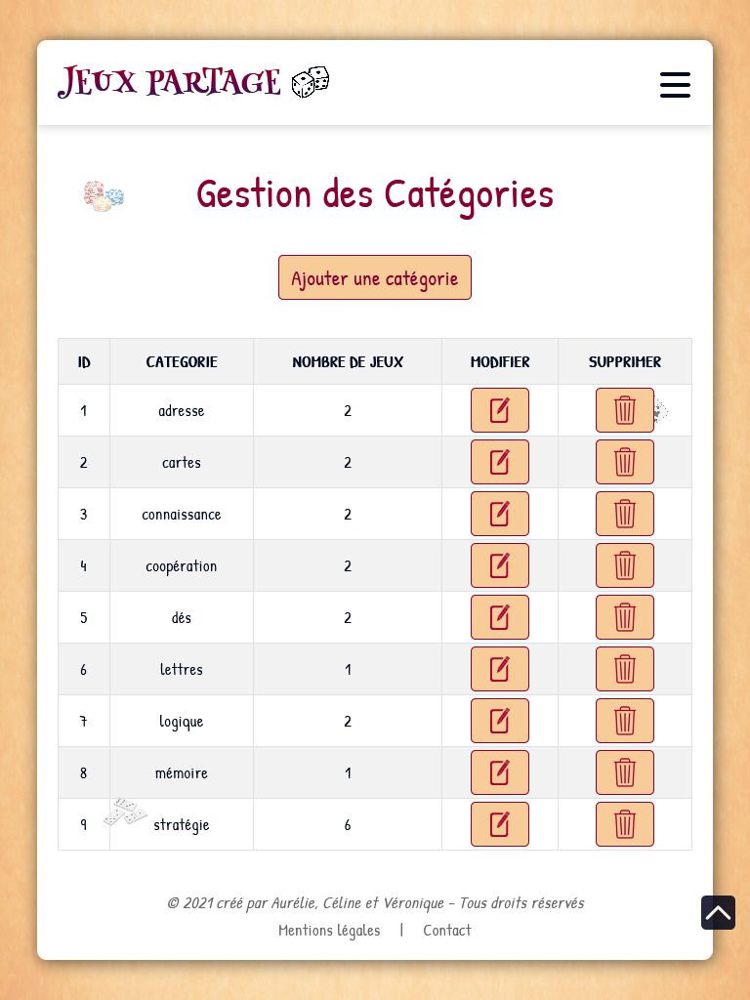 JEUX PARTAGE
Gestion des Catégories
Ajouter une catégorie
ID CATEGORIE NOMBRE DE JEUX MODIFIER SUPPRIMER
1 adresse 2
2 cartes 2
3 connaissance 2
4 coopération 2
5 dés 2
6 lettres 1
7 logique 2
8 mémoire 1
9 stratégie 6
© 2021 créé par Aurélie, Céline et Véronique - Tous droits réservés
Mentions légales | Contact